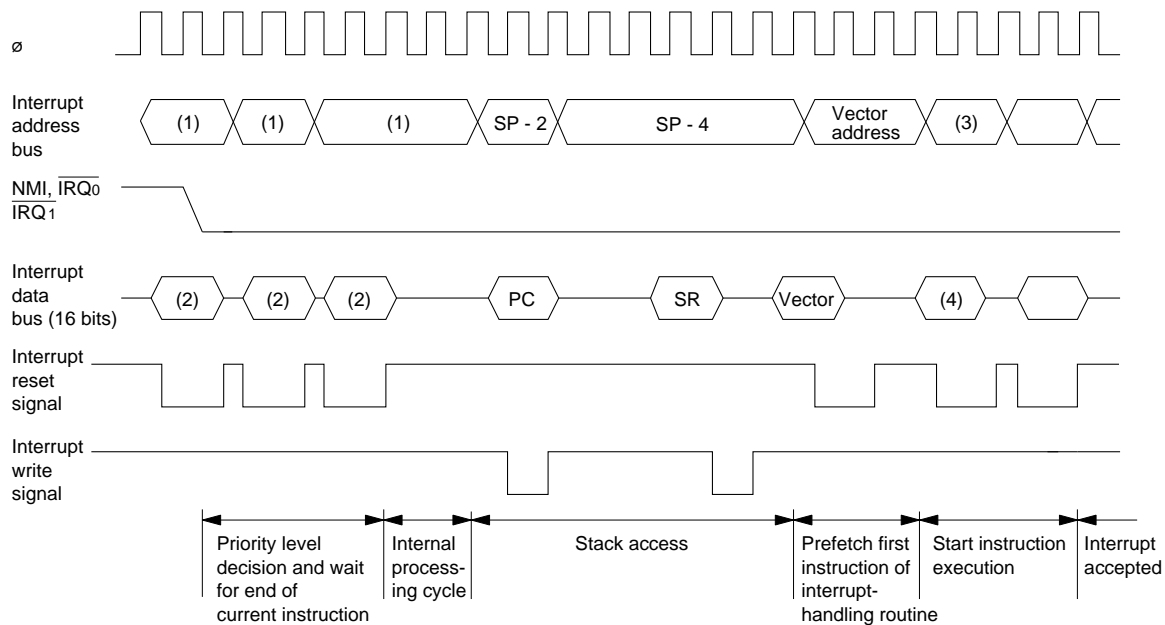 ø
Interrupt
address
bus
(1)
(1)
(1)
SP - 2
SP - 4
Vector
address
(3)
NMI, IRQ0
IRQ1
Interrupt
data
bus (16 bits)
(2)
(2)
(2)
PC
SR
Vector
(4)
Interrupt
reset
signal
Interrupt
write
signal
Priority level
decision and wait
for end of
current instruction
Internal
process-
ing cycle
Stack access
Prefetch first
instruction of
interrupt-
handling routine
Start instruction
execution
Interrupt
accepted